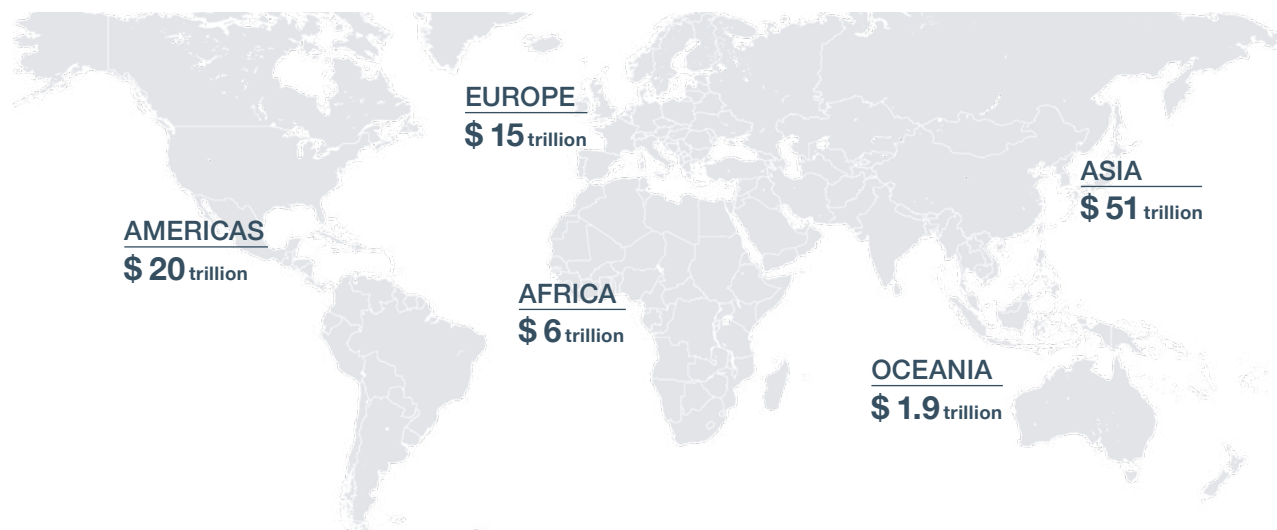 EUROPE
$ 15 trillion
ASIA
$ 51 trillion
AMERICAS
$ 20 trillion
AFRICA
$ 6 trillion
OCEANIA
$ 1.9 trillion